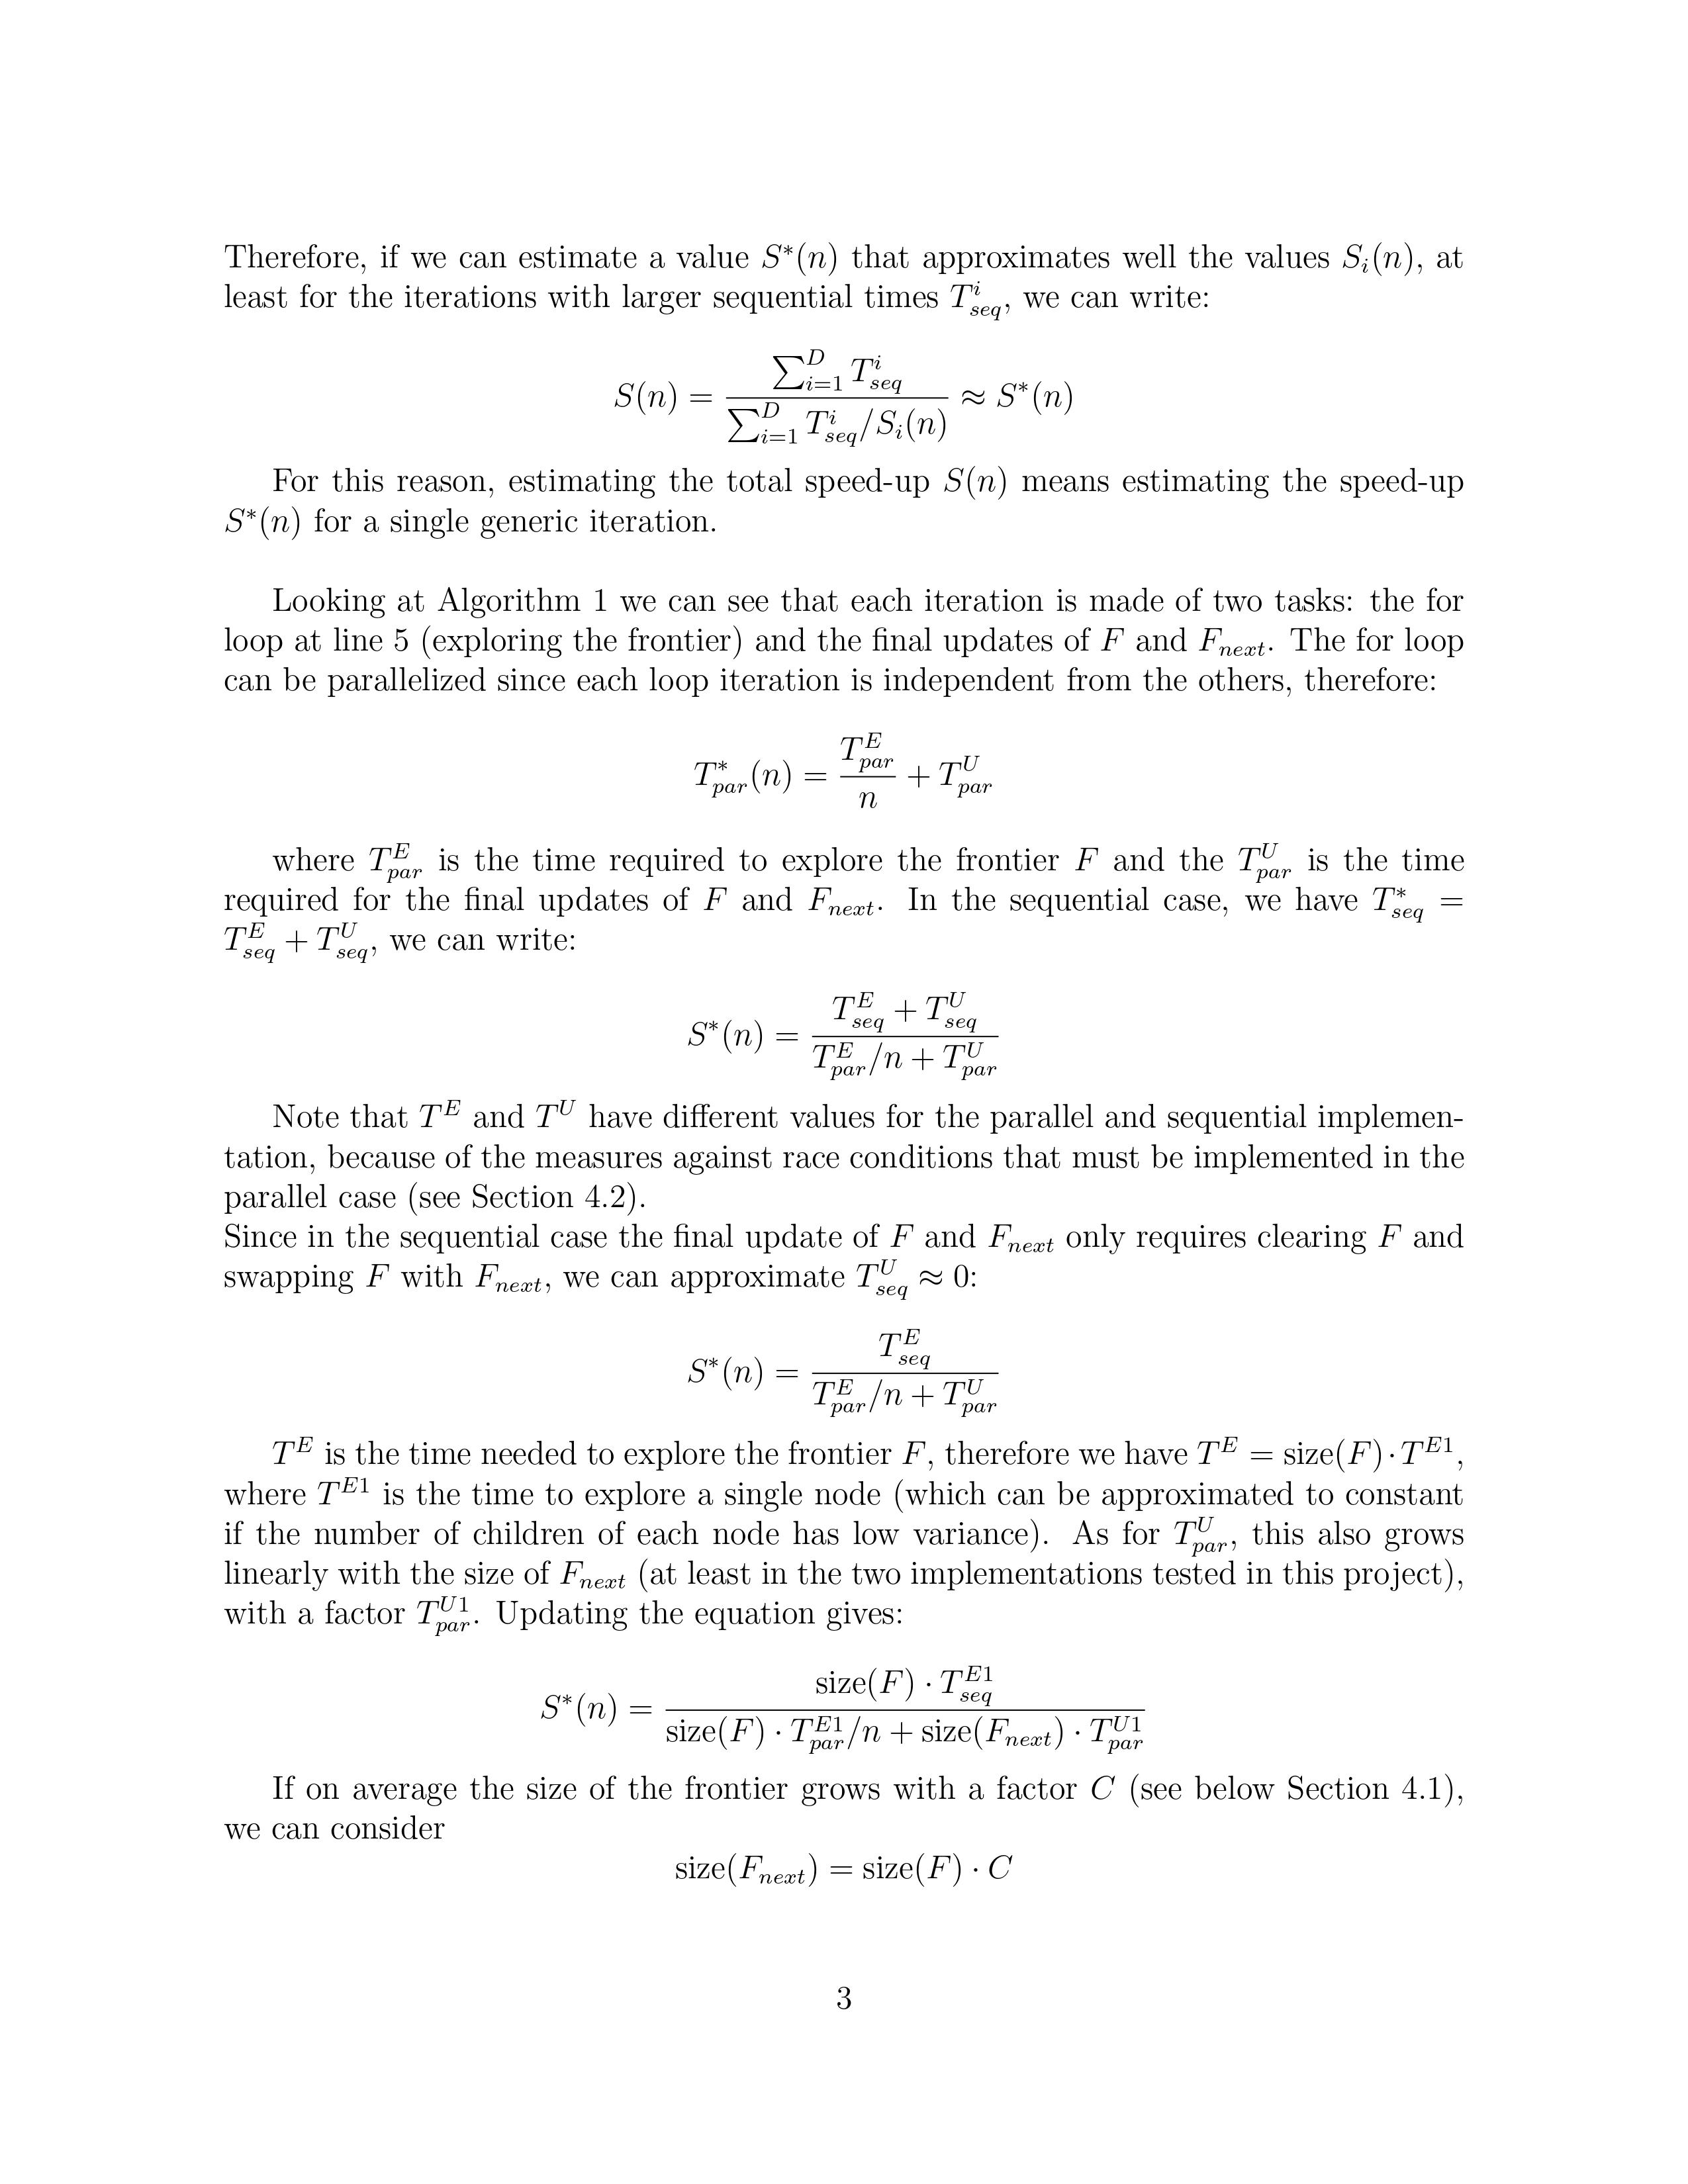 Therefore, if we can estimate a value S*(n) that approximates well the values S_i(n), at
least for the iterations with larger sequential times T^i_{seq}, we can write:
S(n) = \frac{\sum_{i=1}^{D} T^i_{seq}}{\sum_{i=1}^{D} T^i_{seq}/S_i(n)} ≈ S*(n)
For this reason, estimating the total speed-up S(n) means estimating the speed-up
S*(n) for a single generic iteration.
Looking at Algorithm 1 we can see that each iteration is made of two tasks: the for
loop at line 5 (exploring the frontier) and the final updates of F and F_{next}. The for loop
can be parallelized since each loop iteration is independent from the others, therefore:
T^*_{par}(n) = \frac{T^E_{par}}{n} + T^U_{par}
where T^E_{par} is the time required to explore the frontier F and the T^U_{par} is the time
required for the final updates of F and F_{next}. In the sequential case, we have T^*_{seq} =
T^E_{seq} + T^U_{seq}, we can write:
S*(n) = \frac{T^E_{seq} + T^U_{seq}}{T^E_{par}/n + T^U_{par}}
Note that T^E and T^U have different values for the parallel and sequential implemen-
tation, because of the measures against race conditions that must be implemented in the
parallel case (see Section 4.2).
Since in the sequential case the final update of F and F_{next} only requires clearing F and
swapping F with F_{next}, we can approximate T^U_{seq} ≈ 0:
S*(n) = \frac{T^E_{seq}}{T^E_{par}/n + T^U_{par}}
T^E is the time needed to explore the frontier F, therefore we have T^E = size(F)·T^{E1},
where T^{E1} is the time to explore a single node (which can be approximated to constant
if the number of children of each node has low variance). As for T^U_{par}, this also grows
linearly with the size of F_{next} (at least in the two implementations tested in this project),
with a factor T^{U1}_{par}. Updating the equation gives:
S*(n) = \frac{size(F) · T^{E1}_{seq}}{size(F) · T^{E1}_{par}/n + size(F_{next}) · T^{U1}_{par}}
If on average the size of the frontier grows with a factor C (see below Section 4.1),
we can consider
size(F_{next}) = size(F) · C
3